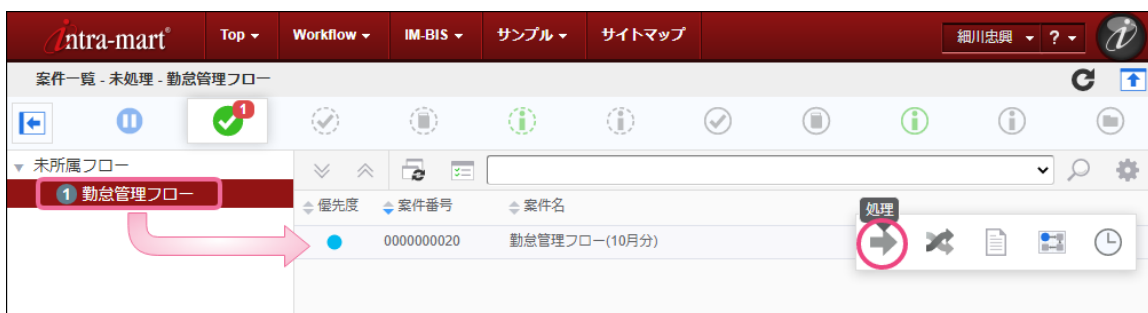 intra-mart® Top Workflow IM-BIS サンプル サイトマップ 細川忠興 ?
案件一覧 - 未処理 - 勤怠管理フロー
1
未所属フロー
1 勤怠管理フロー
優先度 案件番号 案件名
処理
0000000020 勤怠管理フロー(10月分)